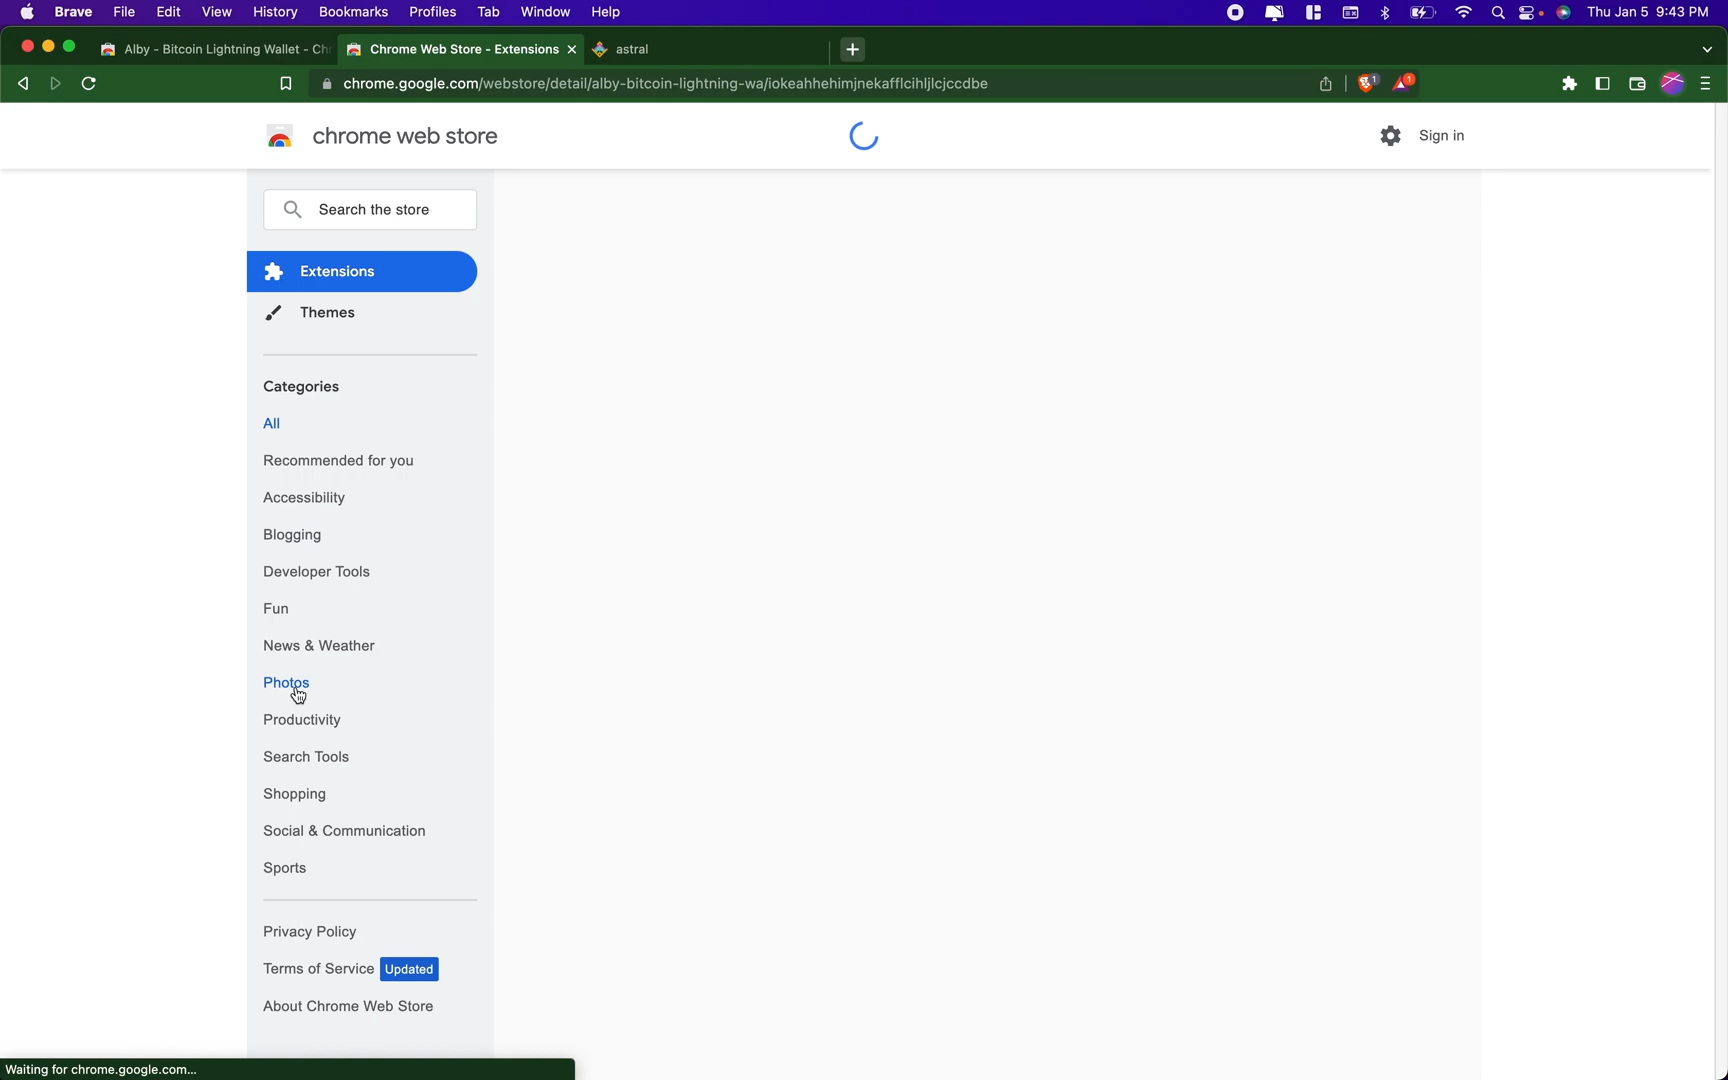 Brave File Edit View History Bookmarks Profiles Tab Window Help Thu Jan 5 9:43 PM
Alby - Bitcoin Lightning Wallet - Ch Chrome Web Store - Extensions astral
chrome.google.com/webstore/detail/alby-bitcoin-lightning-wa/iokeahhehimjnekafflcihljlcjccdbe 1 1
chrome web store Sign in
Search the store
Extensions
Themes
Categories
All
Recommended for you
Accessibility
Blogging
Developer Tools
Fun
News & Weather
Photos
Productivity
Search Tools
Shopping
Social & Communication
Sports
Privacy Policy
Terms of Service Updated
About Chrome Web Store
Waiting for chrome.google.com...